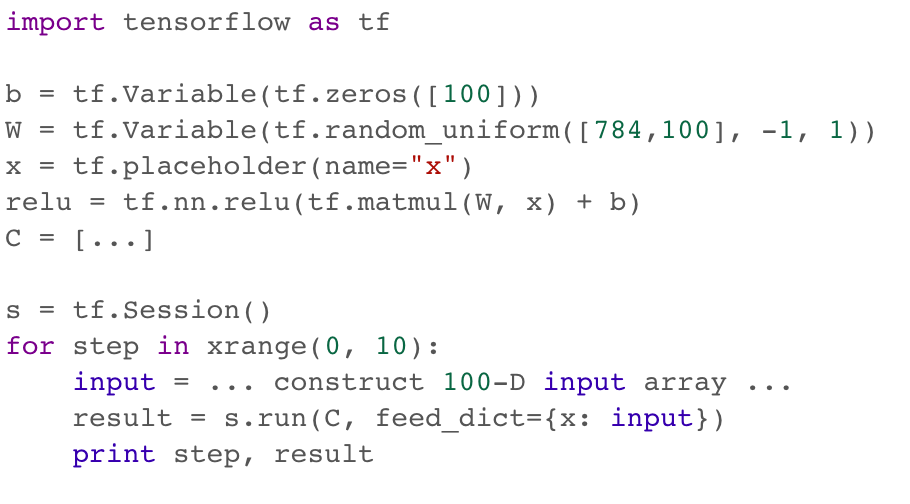 import tensorflow as tf
b = tf.Variable(tf.zeros([100]))
W = tf.Variable(tf.random_uniform([784,100], -1, 1))
x = tf.placeholder(name="x")
relu = tf.nn.relu(tf.matmul(W, x) + b)
C = [...]
s = tf.Session()
for step in xrange(0, 10):
    input = ... construct 100-D input array ...
    result = s.run(C, feed_dict={x: input})
    print step, result